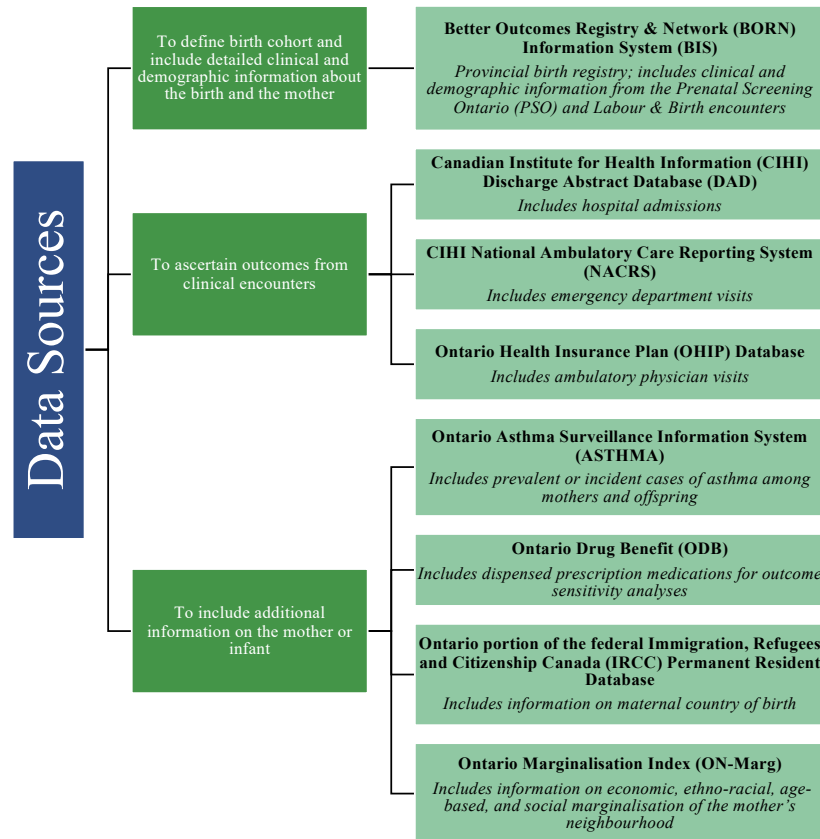 Data Sources
To define birth cohort and
include detailed clinical and
demographic information about
the birth and the mother
Better Outcomes Registry & Network (BORN)
Information System (BIS)
Provincial birth registry; includes clinical and
demographic information from the Prenatal Screening
Ontario (PSO) and Labour & Birth encounters
To ascertain outcomes from
clinical encounters
Canadian Institute for Health Information (CIHI)
Discharge Abstract Database (DAD)
Includes hospital admissions
CIHI National Ambulatory Care Reporting System
(NACRS)
Includes emergency department visits
Ontario Health Insurance Plan (OHIP) Database
Includes ambulatory physician visits
To include additional
information on the mother or
infant
Ontario Asthma Surveillance Information System
(ASTHMA)
Includes prevalent or incident cases of asthma among
mothers and offspring
Ontario Drug Benefit (ODB)
Includes dispensed prescription medications for outcome
sensitivity analyses
Ontario portion of the federal Immigration, Refugees
and Citizenship Canada (IRCC) Permanent Resident
Database
Includes information on maternal country of birth
Ontario Marginalisation Index (ON-Marg)
Includes information on economic, ethno-racial, age-
based, and social marginalisation of the mother's
neighbourhood